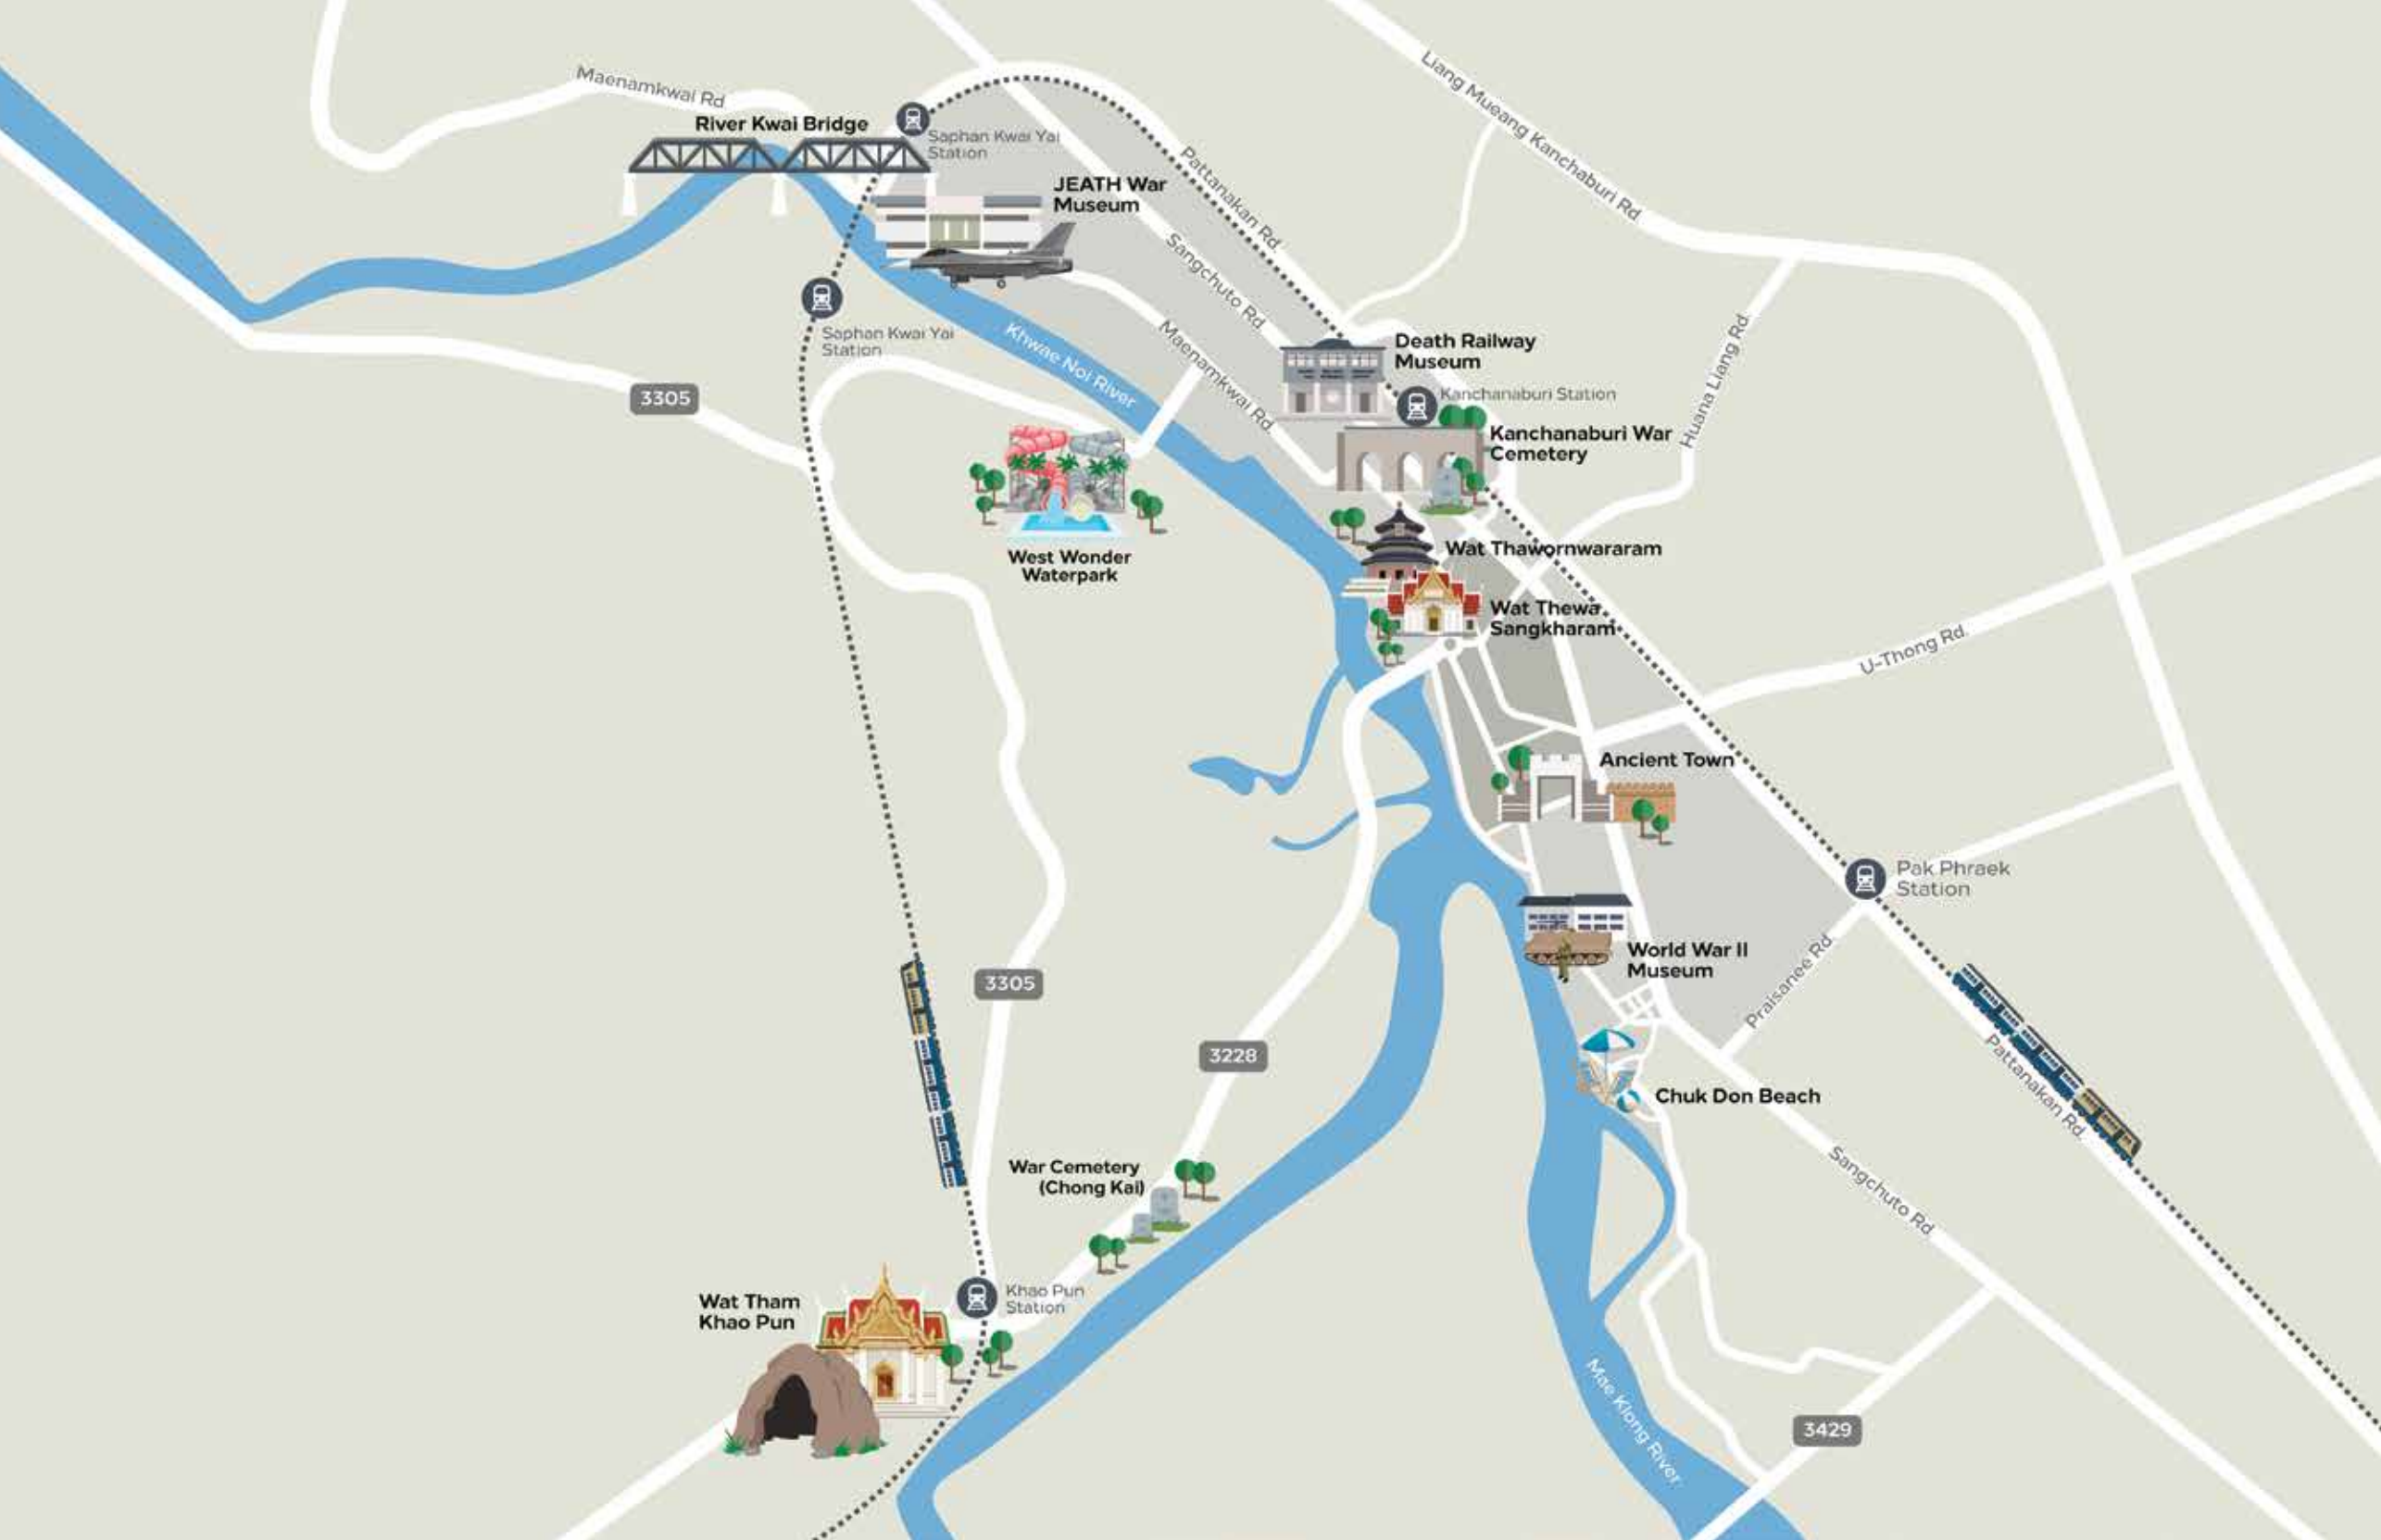 Maenamkwai Rd
River Kwai Bridge
Saphan Kwai Yai
Station
JEATH War
Museum
Liang Mueang Kanchaburi Rd.
Pattanakan Rd.
Sangchuto Rd.
Maenamkwai Rd.
Khwae Noi River
Saphan Kwai Yai
Station
3305
Death Railway
Museum
Kanchanaburi Station
Huana Liang Rd.
Kanchanaburi War
Cemetery
West Wonder
Waterpark
Wat Thawornwararam
Wat Thewa
Sangkharam
U-Thong Rd.
Ancient Town
Pak Phraek
Station
World War II
Museum
Praisanee Rd.
3305
3228
Pattanakan Rd.
Chuk Don Beach
War Cemetery
(Chong Kai)
Sangchuto Rd
Khao Pun
Station
Wat Tham
Khao Pun
Mae Klong River
3429